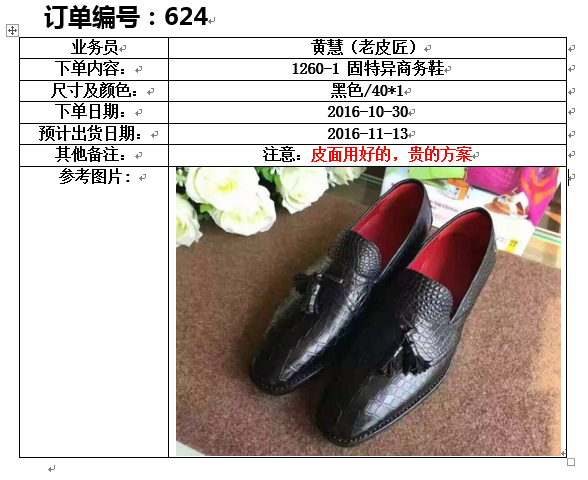 订单编号：624
业务员 黄慧（老皮匠）
下单内容： 1260-1 固特异商务鞋
尺寸及颜色： 黑色/40*1
下单日期： 2016-10-30
预计出货日期： 2016-11-13
其他备注： 注意：皮面用好的，贵的方案
参考图片：